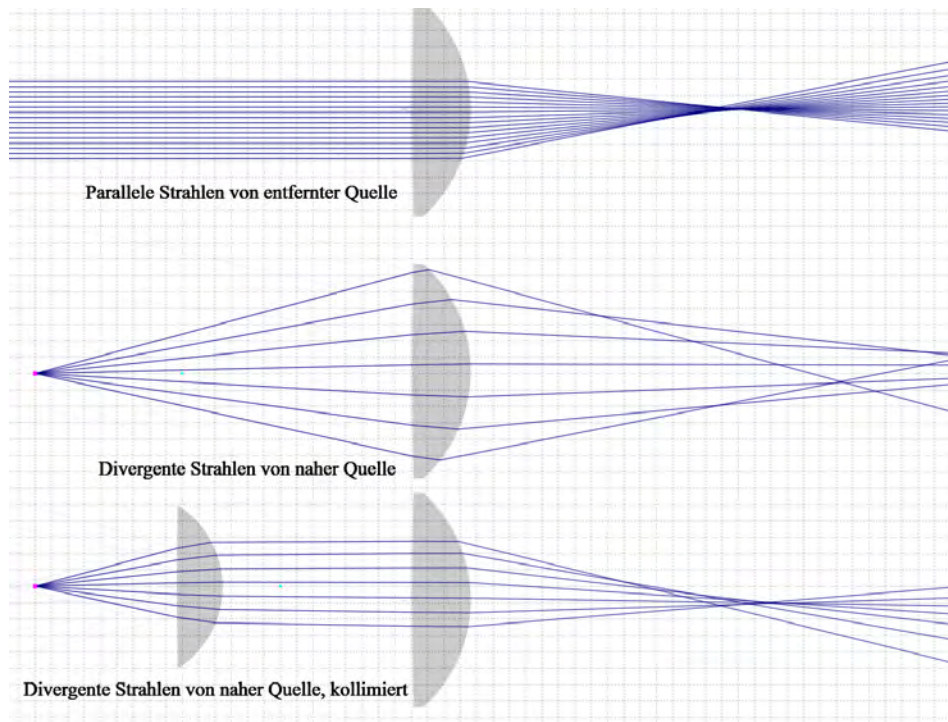 Parallele Strahlen von entfernter Quelle
Divergente Strahlen von naher Quelle
Divergente Strahlen von naher Quelle, kollimiert